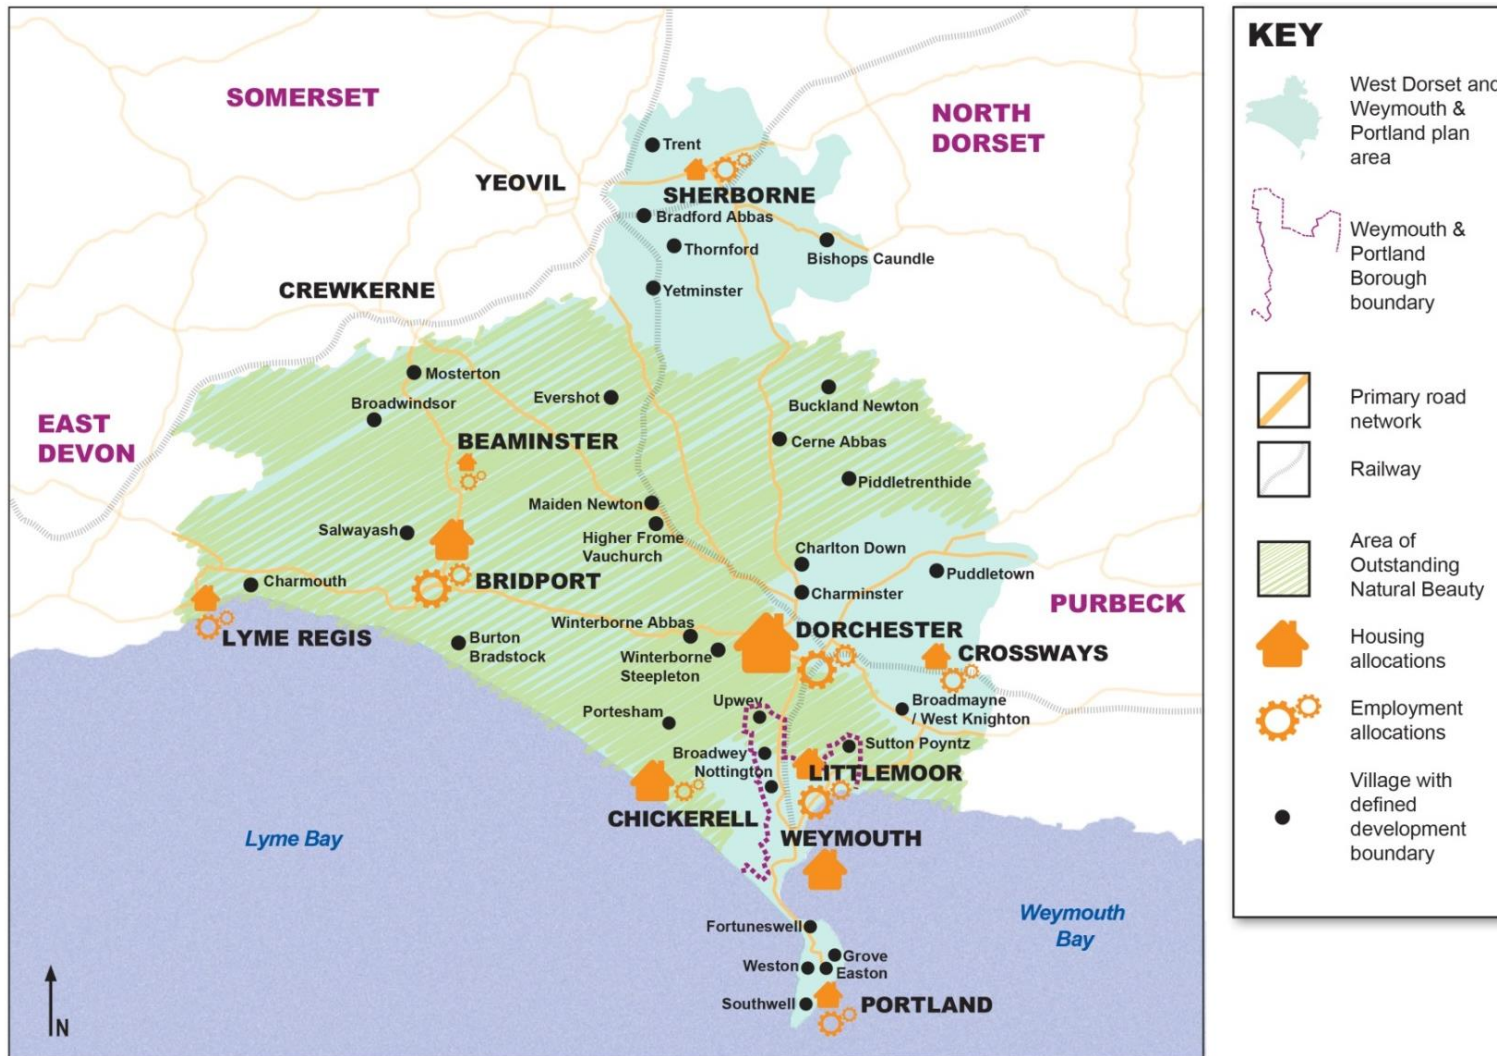 SOMERSET
NORTH
DORSET
Trent
YEOVIL
SHERBORNE
Bradford Abbas
Thornford
Bishops Caundle
Yetminster
CREWKERNE
Mosterton
Broadwindsor
Evershot
Buckland Newton
EAST
DEVON
BEAMINSTER
Cerne Abbas
Piddletrenthide
Maiden Newton
Salwayash
Higher Frome
Vauchurch
Charlton Down
Puddletown
Charmouth
BRIDPORT
Charminster
PURBECK
Winterborne Abbas
DORCHESTER
LYME REGIS
Burton
Bradstock
Winterborne
Steepleton
CROSSWAYS
Upwey
Broadmayne
/ West Knighton
Portesham
Broadwey
Sutton Poyntz
Nottington
LITTLEMOOR
CHICKERELL
WEYMOUTH
Lyme Bay
Weymouth
Bay
Fortuneswell
Grove
Weston
Easton
Southwell
PORTLAND
N
KEY
West Dorset and
Weymouth &
Portland plan
area
Weymouth &
Portland
Borough
boundary
Primary road
network
Railway
Area of
Outstanding
Natural Beauty
Housing
allocations
Employment
allocations
Village with
defined
development
boundary